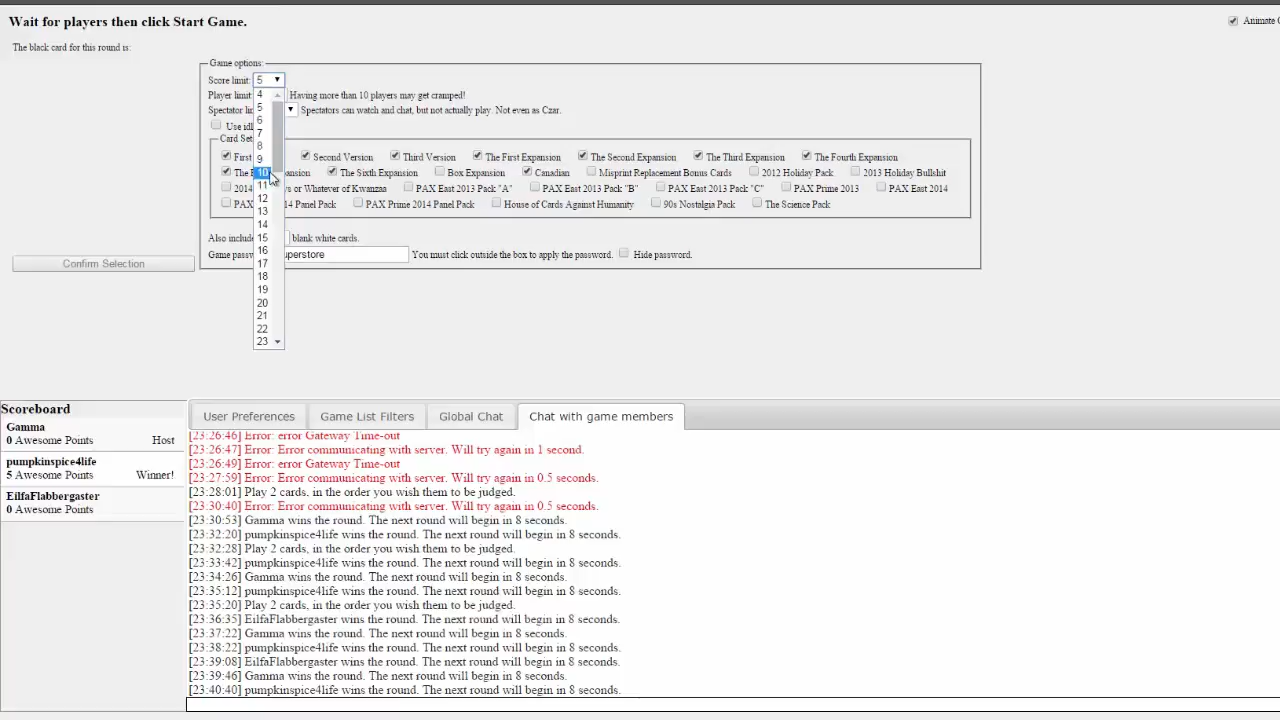 Wait for players then click Start Game.
Animate
The black card for this round is:
Game options:
Score limit: 5
Player limit Having more than 10 players may get cramped!
Spectator Spectators can watch and chat, but not actually play. Not even as Czar.
Use
Card
First Second Version Third Version The First Expansion The Second Expansion The Third Expansion The Fourth Expansion
The The Sixth Expansion Box Expansion Canadian Misprint Replacement Bonus Cards 2012 Holiday Pack 2013 Holiday Bullshit
2014 or Whatever of Kwanzaa PAX East 2013 Pack "A" PAX East 2013 Pack "B" PAX East 2013 Pack "C" PAX Prime 2013 PAX East 2014
PAX 2014 Panel Pack PAX Prime 2014 Panel Pack House of Cards Against Humanity 90s Nostalgia Pack The Science Pack
Also include blank white cards.
Game You must click outside the box to apply the password. Hide password.
4
5
6
7
8
9
10
11
12
13
14
15
16
17
18
19
20
21
22
23
Confirm Selection
Scoreboard
Gamma
0 Awesome Points Host
pumpkinspice4life
5 Awesome Points Winner!
EilfaFlabbergaster
0 Awesome Points
User Preferences Game List Filters Global Chat Chat with game members
[23:26:46] Error: error Gateway Time-out
[23:26:47] Error: Error communicating with server. Will try again in 1 second.
[23:26:49] Error: error Gateway Time-out
[23:27:59] Error: Error communicating with server. Will try again in 0.5 seconds.
[23:28:01] Play 2 cards, in the order you wish them to be judged.
[23:30:40] Error: Error communicating with server. Will try again in 0.5 seconds.
[23:30:53] Gamma wins the round. The next round will begin in 8 seconds.
[23:32:20] pumpkinspice4life wins the round. The next round will begin in 8 seconds.
[23:32:28] Play 2 cards, in the order you wish them to be judged.
[23:33:42] pumpkinspice4life wins the round. The next round will begin in 8 seconds.
[23:34:26] Gamma wins the round. The next round will begin in 8 seconds.
[23:35:12] pumpkinspice4life wins the round. The next round will begin in 8 seconds.
[23:35:20] Play 2 cards, in the order you wish them to be judged.
[23:36:35] EilfaFlabbergaster wins the round. The next round will begin in 8 seconds.
[23:37:22] Gamma wins the round. The next round will begin in 8 seconds.
[23:38:22] pumpkinspice4life wins the round. The next round will begin in 8 seconds.
[23:39:08] EilfaFlabbergaster wins the round. The next round will begin in 8 seconds.
[23:39:46] Gamma wins the round. The next round will begin in 8 seconds.
[23:40:40] pumpkinspice4life wins the round. The next round will begin in 8 seconds.